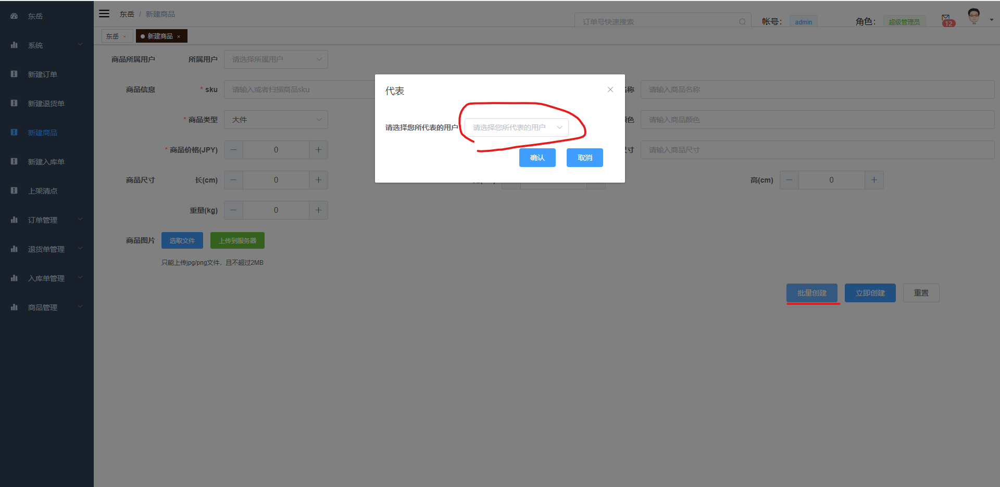 东岳
系统
新建订单
新建退货单
新建商品
新建入库单
上架清点
订单管理
退货单管理
入库单管理
商品管理
东岳 / 新建商品
订单号快速搜索
帐号：
admin
角色：
超级管理员
12
东岳 ×
新建商品 ×
商品所属用户 所属用户 请选择所属用户
商品信息 * sku 请输入或者扫描商品sku
名称 请输入商品名称
* 商品类型 大件
颜色 请输入商品颜色
* 商品价格(JPY) — 0 +
尺寸 请输入商品尺寸
商品尺寸 长(cm) — 0 +
高(cm) — 0 +
重量(kg) — 0 +
商品图片 选取文件 上传到服务器
只能上传jpg/png文件，且不超过2MB
批量创建 立即创建 重置
代表
请选择您所代表的用户 请选择您所代表的用户
确认 取消